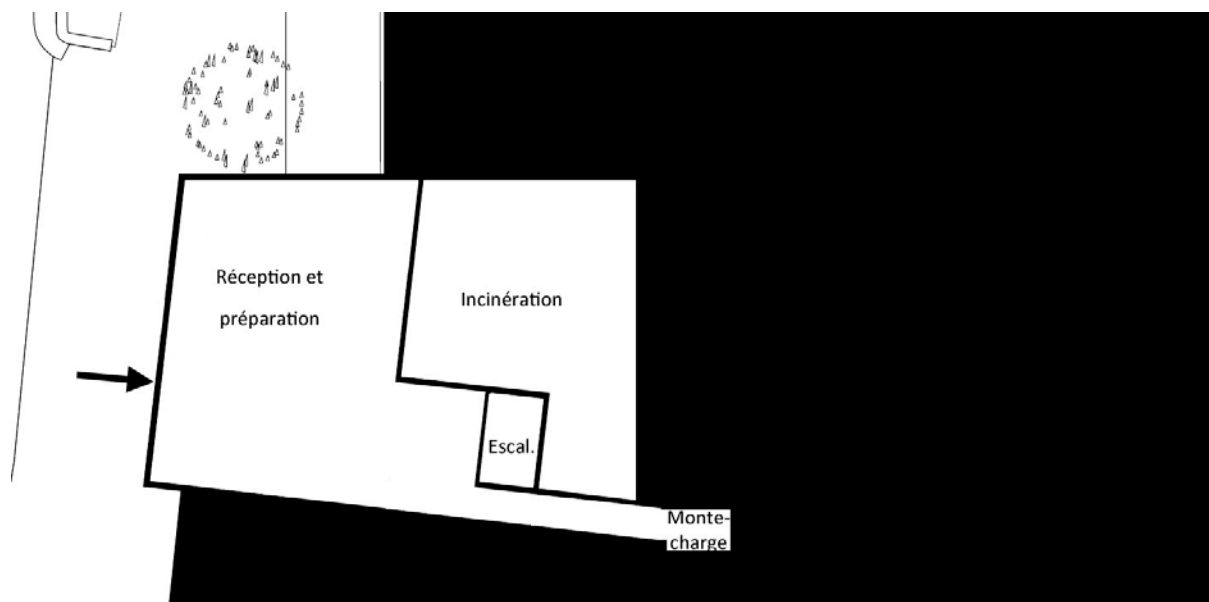 Réception et
préparation
Incinération
Escal.
Monte-
charge